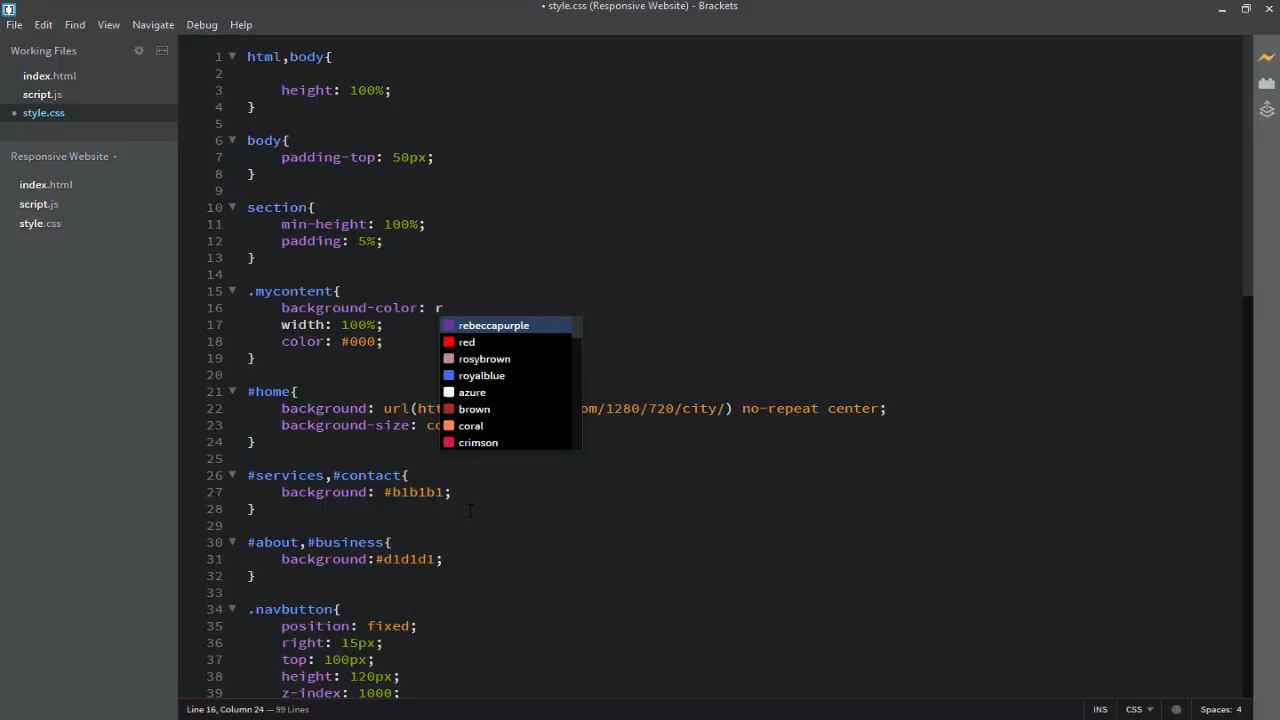 • style.css (Responsive Website) - Brackets
File Edit Find View Navigate Debug Help
Working Files
index.html
script.js
• style.css
Responsive Website
index.html
script.js
style.css
1 html,body{
2
3 height: 100%;
4 }
5
6 body{
7 padding-top: 50px;
8 }
9
10 section{
11 min-height: 100%;
12 padding: 5%;
13 }
14
15 .mycontent{
16 background-color: r
17 width: 100%;
18 color: #000;
19 }
20
21 #home{
22 background: url(htt om/1280/720/city/) no-repeat center;
23 background-size: co
24 }
25
26 #services,#contact{
27 background: #b1b1b1;
28 }
29
30 #about,#business{
31 background:#d1d1d1;
32 }
33
34 .navbutton{
35 position: fixed;
36 right: 15px;
37 top: 100px;
38 height: 120px;
39 z-index: 1000;
rebeccapurple
red
rosybrown
royalblue
azure
brown
coral
crimson
Line 16, Column 24 — 99 Lines
INS CSS Spaces: 4